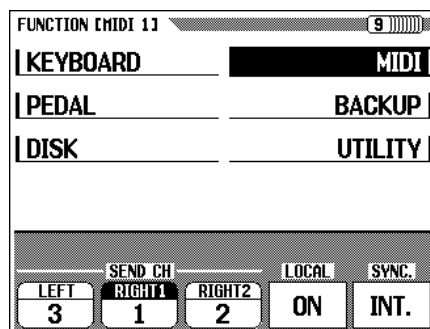 FUNCTION [MIDI 1] 9
KEYBOARD MIDI
PEDAL BACKUP
DISK UTILITY
SEND CH LOCAL SYNC.
LEFT RIGHT1 RIGHT2
3 1 2 ON INT.